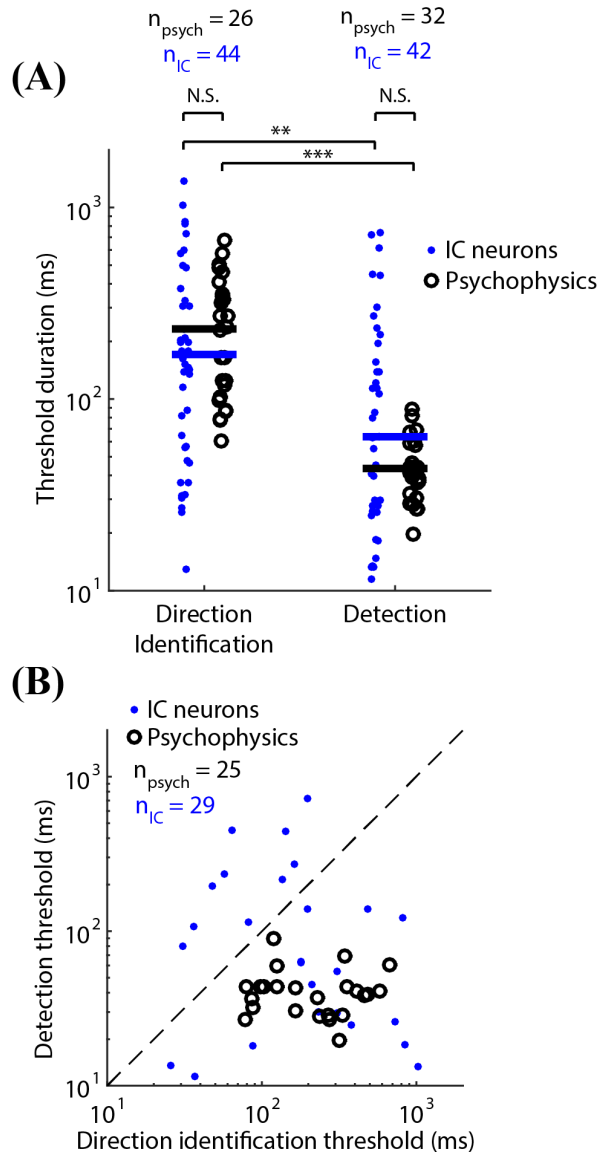 n_psych = 26
n_IC = 44
n_psych = 32
n_IC = 42
(A)
N.S.
N.S.
**
***
10^3
10^2
10^1
Threshold duration (ms)
IC neurons
Psychophysics
Direction
Identification
Detection
(B)
IC neurons
Psychophysics
n_psych = 25
n_IC = 29
10^3
10^2
10^1
Detection threshold (ms)
10^1
10^2
10^3
Direction identification threshold (ms)